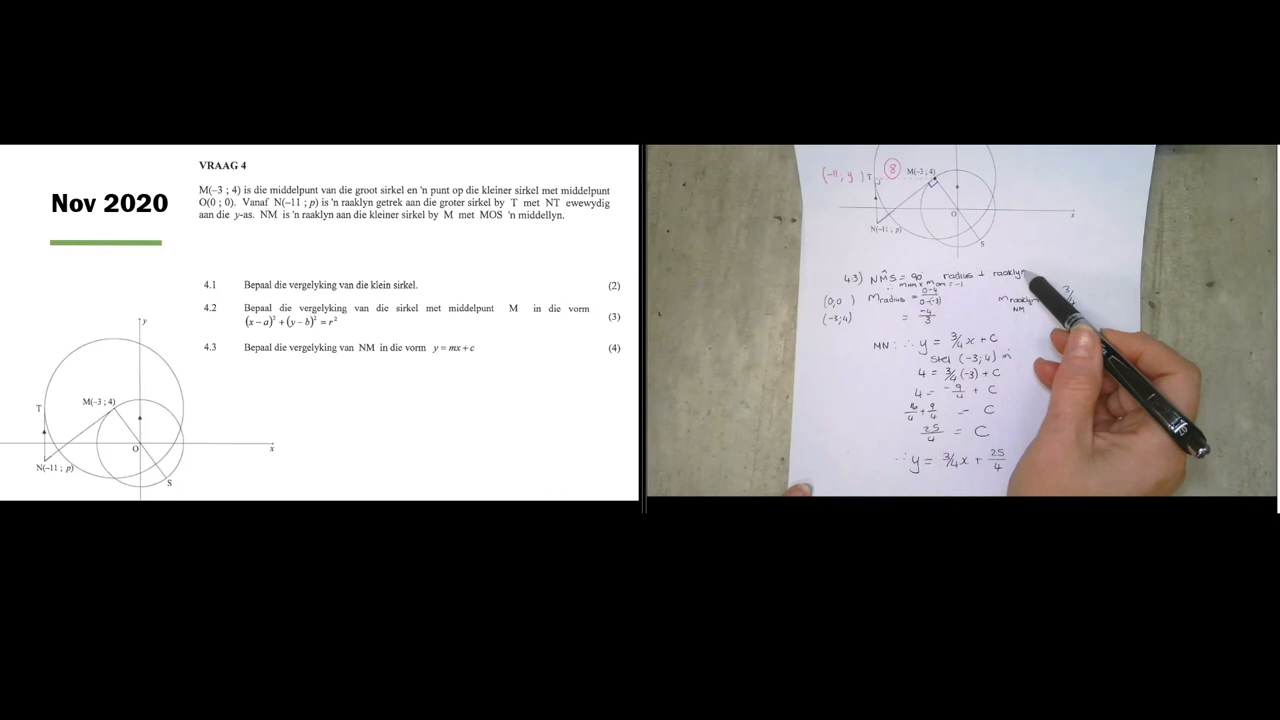 Nov 2020
VRAAG 4
M(−3 ; 4) is die middelpunt van die groot sirkel en 'n punt op die kleiner sirkel met middelpunt
O(0 ; 0). Vanaf N(−11 ; p) is 'n raaklyn getrek aan die groter sirkel by T met NT ewewydig
aan die y-as. NM is 'n raaklyn aan die kleiner sirkel by M met MOS 'n middellyn.
4.1 Bepaal die vergelyking van die klein sirkel. (2)
4.2 Bepaal die vergelyking van die sirkel met middelpunt M in die vorm
(x − a)² + (y − b)² = r² (3)
4.3 Bepaal die vergelyking van NM in die vorm y = mx + c (4)
y
T
M(−3 ; 4)
O
x
N(−11 ; p)
S
(-11, y)
T
8
M(−3 ; 4)
O
x
N(−11 ; p)
S
4.3) NM̂S = 90° radius ⊥ raaklyn
(0;0) m radius = 0-4 / 0-(-3)
m raaklyn 3/4
NM
(-3;4) = -4/3
MN: ∴ y = 3/4x + C
Stel (-3;4) in
4 = 3/4(-3) + C
4 = -9/4 + C
16/4 + 9/4 = C
25/4 = C
∴ y = 3/4x + 25/4